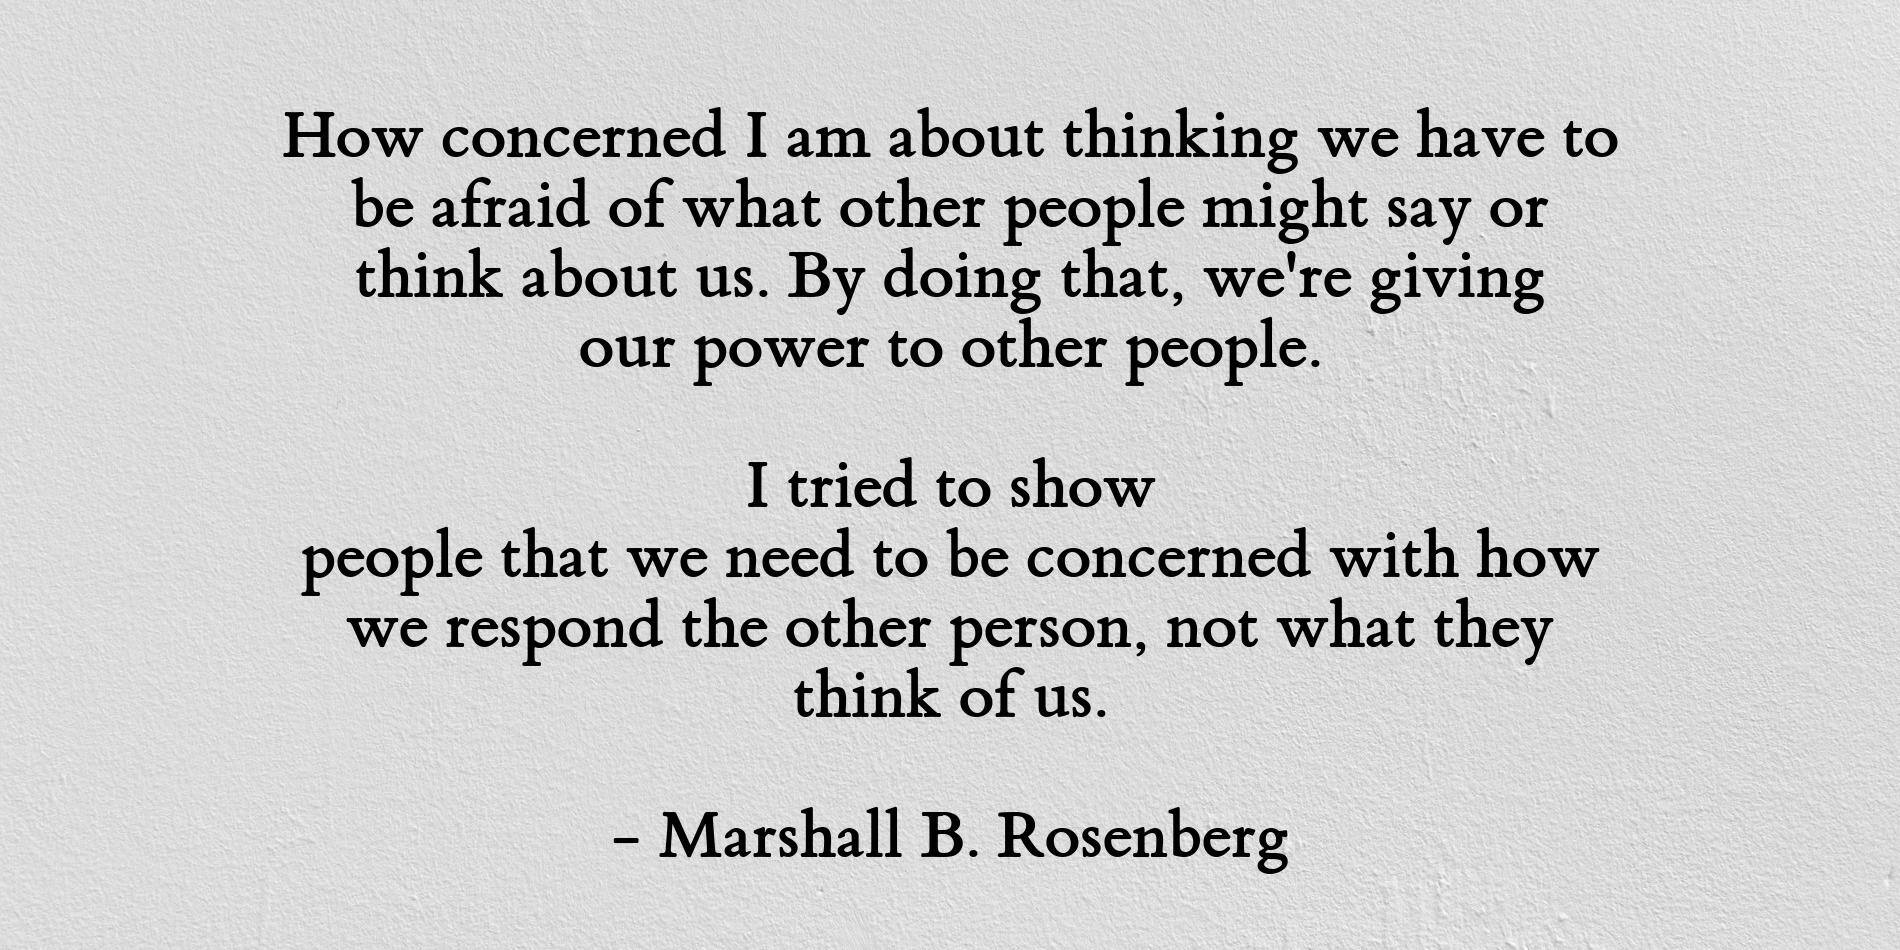 How concerned I am about thinking we have to
be afraid of what other people might say or
think about us. By doing that, we're giving
our power to other people.
I tried to show
people that we need to be concerned with how
we respond the other person, not what they
think of us.
– Marshall B. Rosenberg